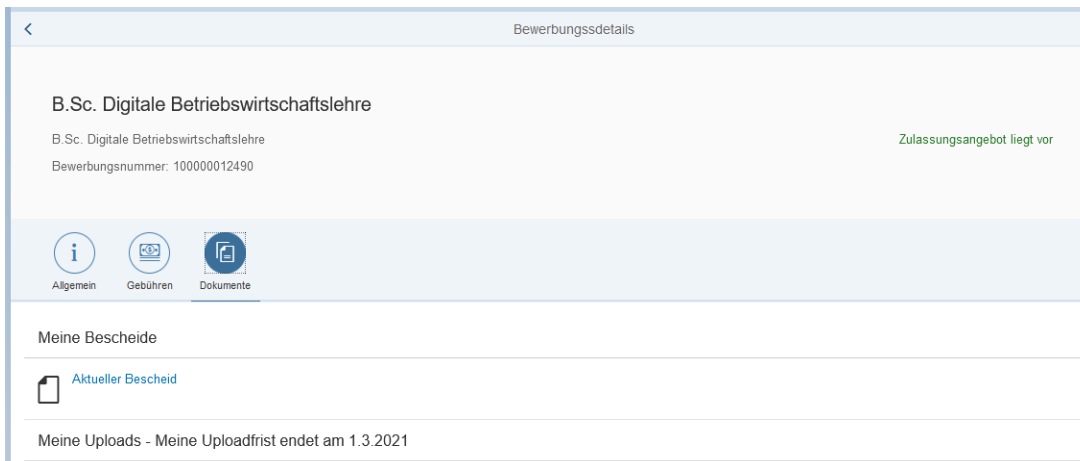 Bewerbungssdetails
B.Sc. Digitale Betriebswirtschaftslehre
B.Sc. Digitale Betriebswirtschaftslehre
Zulassungsangebot liegt vor
Bewerbungsnummer: 100000012490
Allgemein
Gebühren
Dokumente
Meine Bescheide
Aktueller Bescheid
Meine Uploads - Meine Uploadfrist endet am 1.3.2021